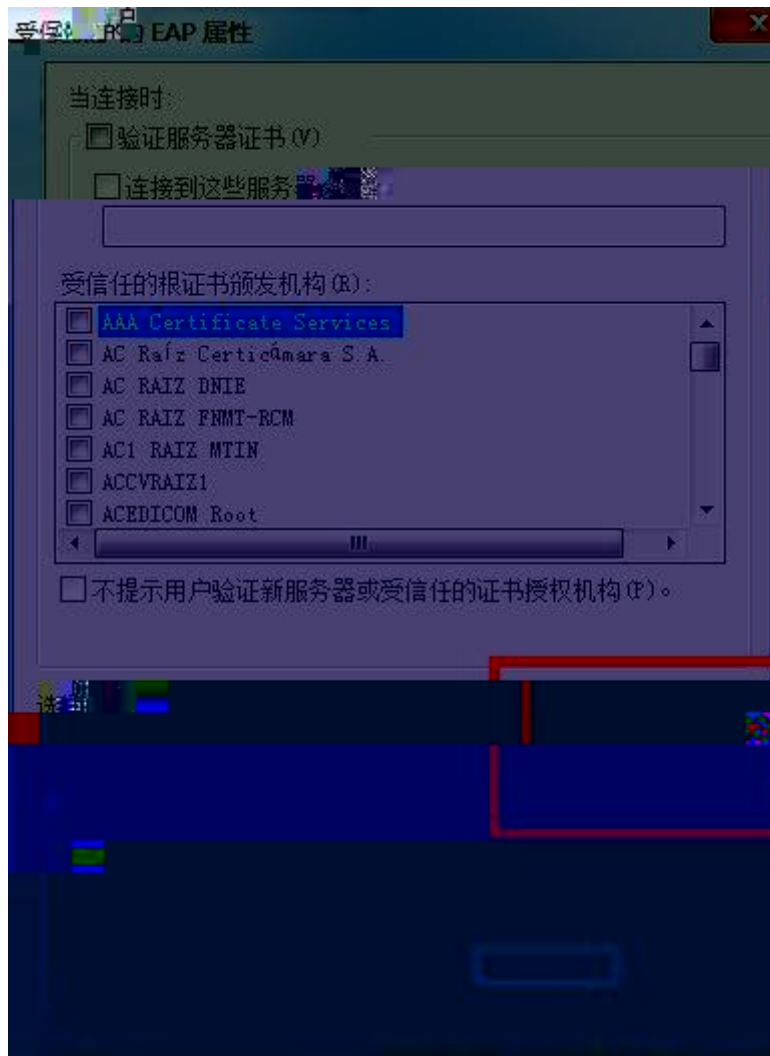 EAP 属性
当连接时:
验证服务器证书(V)
连接到这些服务器
受信任的根证书颁发机构(R):
AAA Certificate Services
AC Raíz Certicámara S.A.
AC RAIZ DNIE
AC RAIZ FNMT-RCM
AC1 RAIZ MTIN
ACCVRAIZ1
ACEDICOM Root
不提示用户验证新服务器或受信任的证书授权机构(P)。